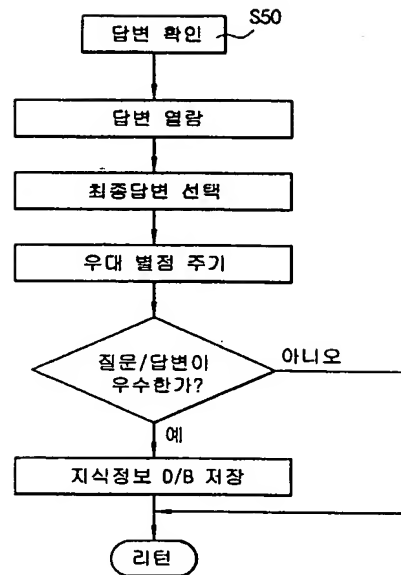 답변 확인
S50
답변 열람
최종답변 선택
우대 별점 주기
질문/답변이
우수한가?
아니오
예
지식정보 D/B 저장
리턴